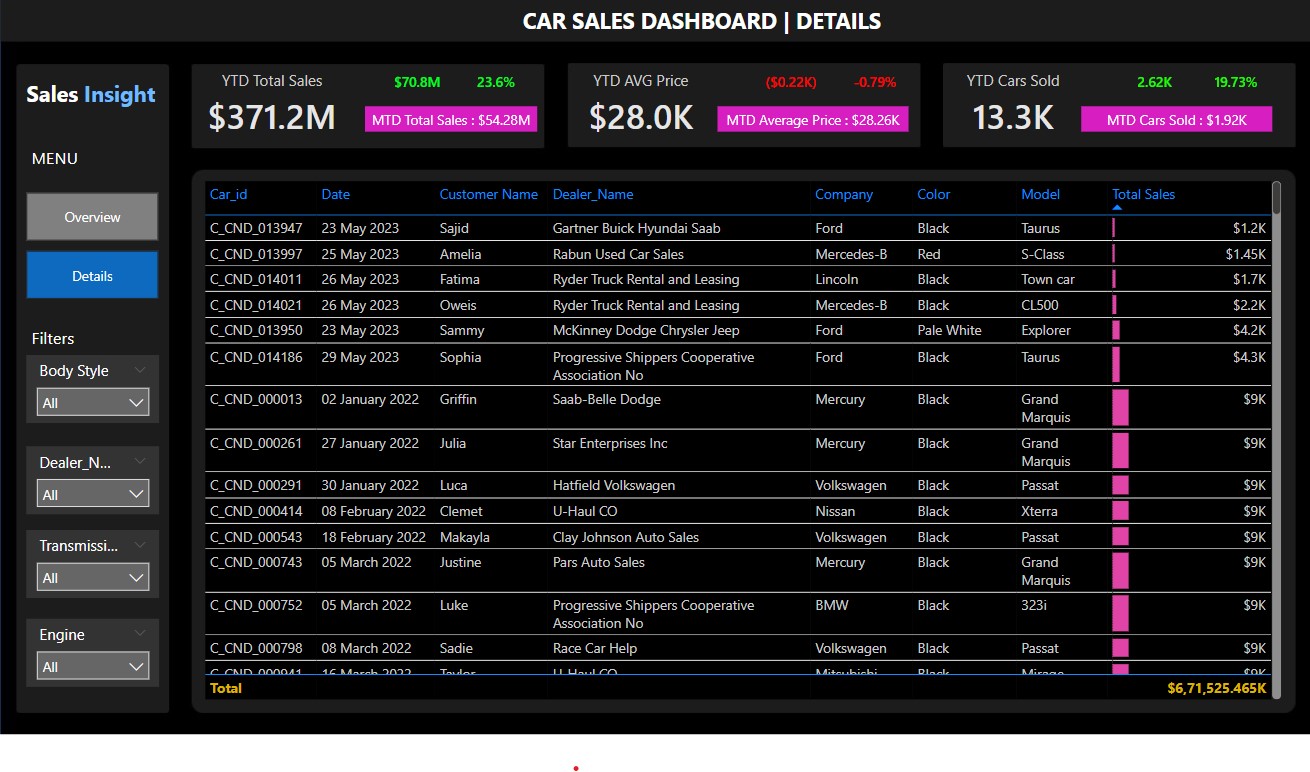 CAR SALES DASHBOARD | DETAILS
Sales Insight
MENU
Overview
Details
Filters
Body Style
All
Dealer_N...
All
Transmissi...
All
Engine
All
YTD Total Sales $70.8M 23.6%
$371.2M MTD Total Sales : $54.28M
YTD AVG Price ($0.22K) -0.79%
$28.0K MTD Average Price : $28.26K
YTD Cars Sold 2.62K 19.73%
13.3K MTD Cars Sold : $1.92K
Car_id Date Customer Name Dealer_Name Company Color Model Total Sales
C_CND_013947 23 May 2023 Sajid Gartner Buick Hyundai Saab Ford Black Taurus $1.2K
C_CND_013997 25 May 2023 Amelia Rabun Used Car Sales Mercedes-B Red S-Class $1.45K
C_CND_014011 26 May 2023 Fatima Ryder Truck Rental and Leasing Lincoln Black Town car $1.7K
C_CND_014021 26 May 2023 Oweis Ryder Truck Rental and Leasing Mercedes-B Black CL500 $2.2K
C_CND_013950 23 May 2023 Sammy McKinney Dodge Chrysler Jeep Ford Pale White Explorer $4.2K
C_CND_014186 29 May 2023 Sophia Progressive Shippers Cooperative Ford Black Taurus $4.3K
Association No
C_CND_000013 02 January 2022 Griffin Saab-Belle Dodge Mercury Black Grand $9K
Marquis
C_CND_000261 27 January 2022 Julia Star Enterprises Inc Mercury Black Grand $9K
Marquis
C_CND_000291 30 January 2022 Luca Hatfield Volkswagen Volkswagen Black Passat $9K
C_CND_000414 08 February 2022 Clemet U-Haul CO Nissan Black Xterra $9K
C_CND_000543 18 February 2022 Makayla Clay Johnson Auto Sales Volkswagen Black Passat $9K
C_CND_000743 05 March 2022 Justine Pars Auto Sales Mercury Black Grand $9K
Marquis
C_CND_000752 05 March 2022 Luke Progressive Shippers Cooperative BMW Black 323i $9K
Association No
C_CND_000798 08 March 2022 Sadie Race Car Help Volkswagen Black Passat $9K
C_CND_000941 16 March 2022 Taylor U-Haul CO Mitsubishi Black Mirage $9K
Total $6,71,525.465K